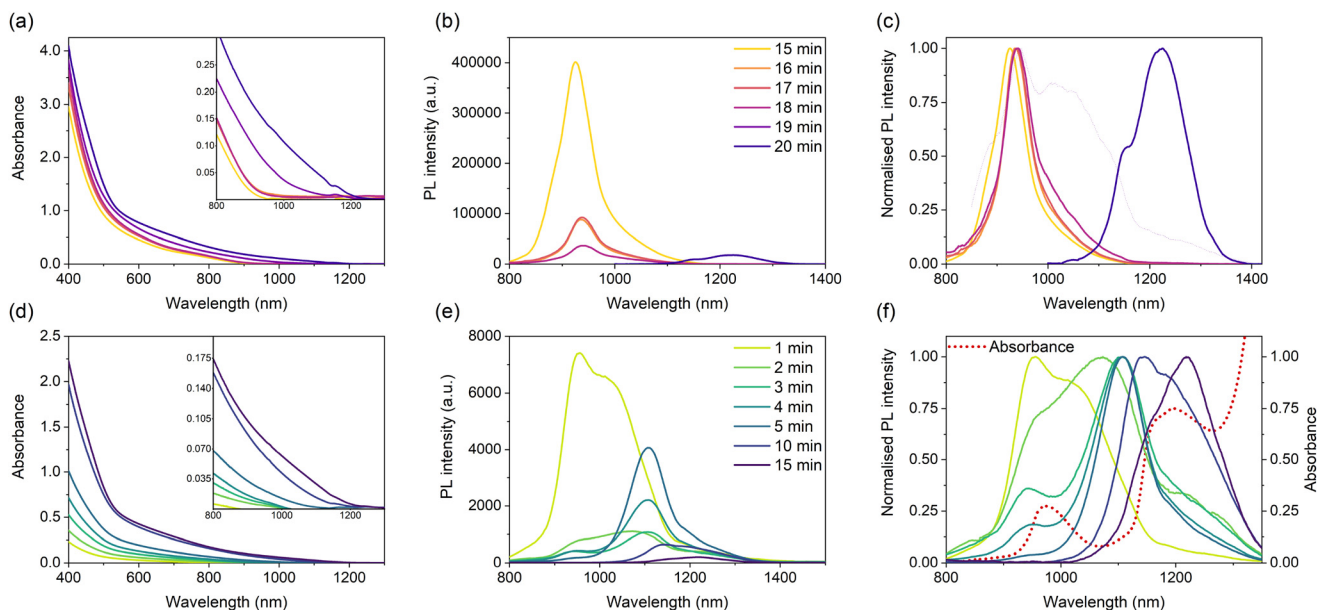 (a)
Absorbance
4.0
3.0
2.0
1.0
0.0
400
600
800
1000
1200
Wavelength (nm)
0.25
0.20
0.15
0.10
0.05
800
1000
1200
(b)
PL intensity (a.u.)
400000
300000
200000
100000
0
800
1000
1200
1400
Wavelength (nm)
15 min
16 min
17 min
18 min
19 min
20 min
(c)
Normalised PL intensity
1.00
0.75
0.50
0.25
0.00
800
1000
1200
1400
Wavelength (nm)
(d)
Absorbance
2.5
2.0
1.5
1.0
0.5
0.0
400
600
800
1000
1200
Wavelength (nm)
0.175
0.140
0.105
0.070
0.035
800
1000
1200
(e)
PL intensity (a.u.)
8000
6000
4000
2000
0
800
1000
1200
1400
Wavelength (nm)
1 min
2 min
3 min
4 min
5 min
10 min
15 min
(f)
Normalised PL intensity
1.00
0.75
0.50
0.25
0.00
800
1000
1200
Wavelength (nm)
Absorbance
1.00
0.75
0.50
0.25
0.00
Absorbance